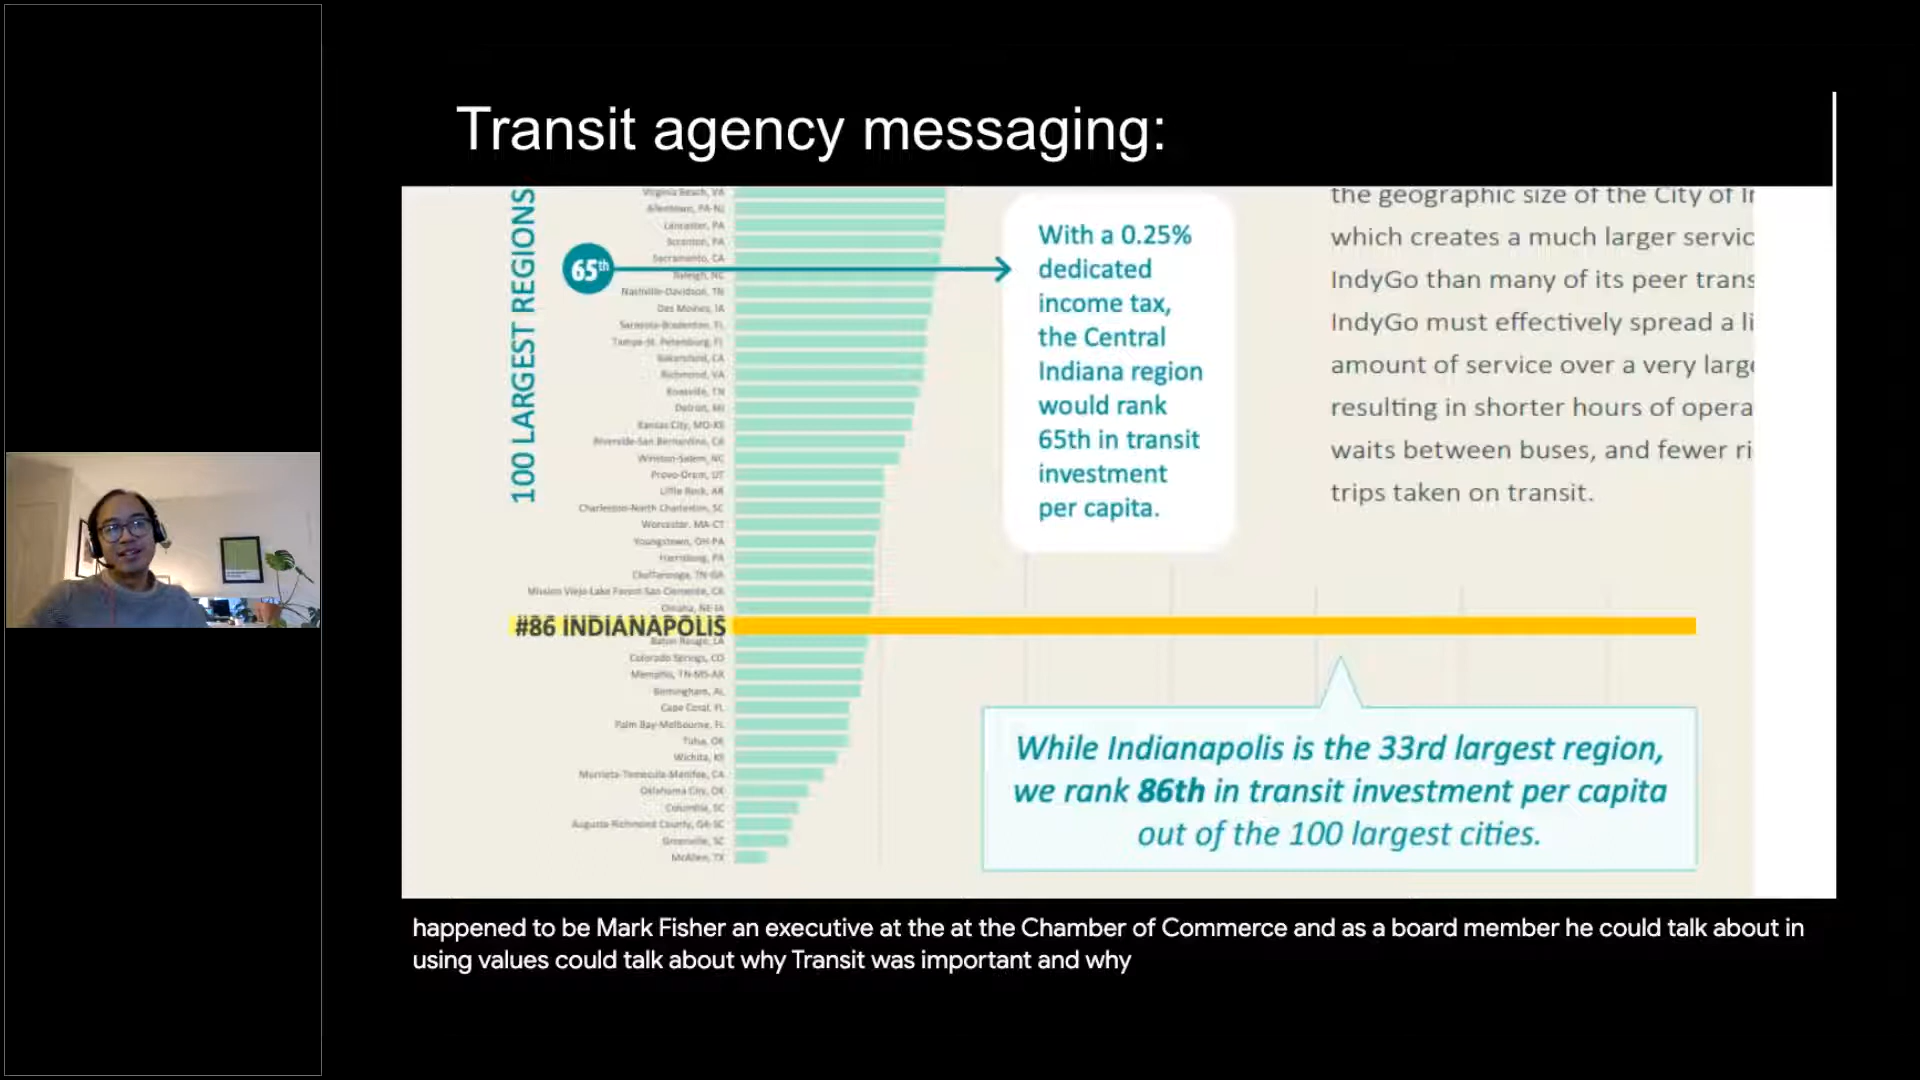 Transit agency messaging:
100 LARGEST REGIONS
Virginia Beach, VA
Allentown, PA-NJ
Lancaster, PA
Scranton, PA
Sacramento, CA
65th
Raleigh, NC
Nashville-Davidson, TN
Des Moines, IA
Sarasota-Bradenton, FL
Tampa-St. Petersburg, FL
Bakersfield, CA
Richmond, VA
Knoxville, TN
Detroit, MI
Kansas City, MO-KS
Riverside-San Bernardino, CA
Winston-Salem, NC
Provo-Orem, UT
Little Rock, AR
Charleston-North Charleston, SC
Worcester, MA-CT
Youngstown, OH-PA
Harrisburg, PA
Chattanooga, TN-GA
Mission Viejo-Lake Forest-San Clemente, CA
Omaha, NE-IA
#86 INDIANAPOLIS
Baton Rouge, LA
Colorado Springs, CO
Memphis, TN-MS-AR
Birmingham, AL
Cape Coral, FL
Palm Bay-Melbourne, FL
Tulsa, OK
Wichita, KS
Murrieta-Temecula-Menifee, CA
Oklahoma City, OK
Columbia, SC
Augusta-Richmond County, GA-SC
Greenville, SC
McAllen, TX
With a 0.25%
dedicated
income tax,
the Central
Indiana region
would rank
65th in transit
investment
per capita.
the geographic size of the City of I
which creates a much larger servic
IndyGo than many of its peer trans
IndyGo must effectively spread a li
amount of service over a very large
resulting in shorter hours of opera
waits between buses, and fewer ri
trips taken on transit.
While Indianapolis is the 33rd largest region,
we rank 86th in transit investment per capita
out of the 100 largest cities.
happened to be Mark Fisher an executive at the at the Chamber of Commerce and as a board member he could talk about in
using values could talk about why Transit was important and why